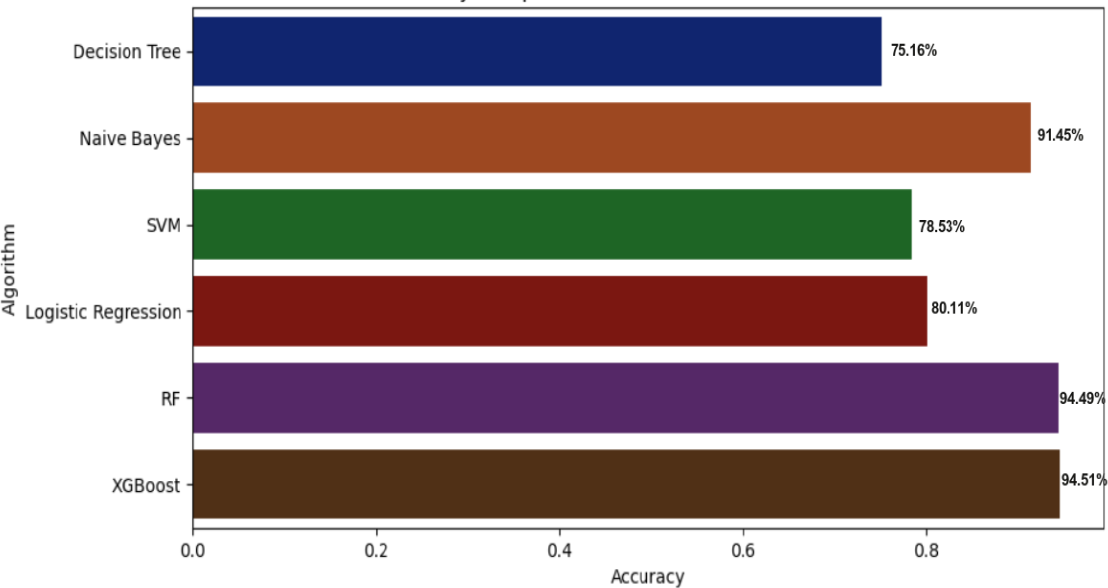 Decision Tree
75.16%
Naive Bayes
91.45%
SVM
78.53%
Algorithm
Logistic Regression
80.11%
RF
94.49%
XGBoost
94.51%
0.0 0.2 0.4 0.6 0.8
Accuracy